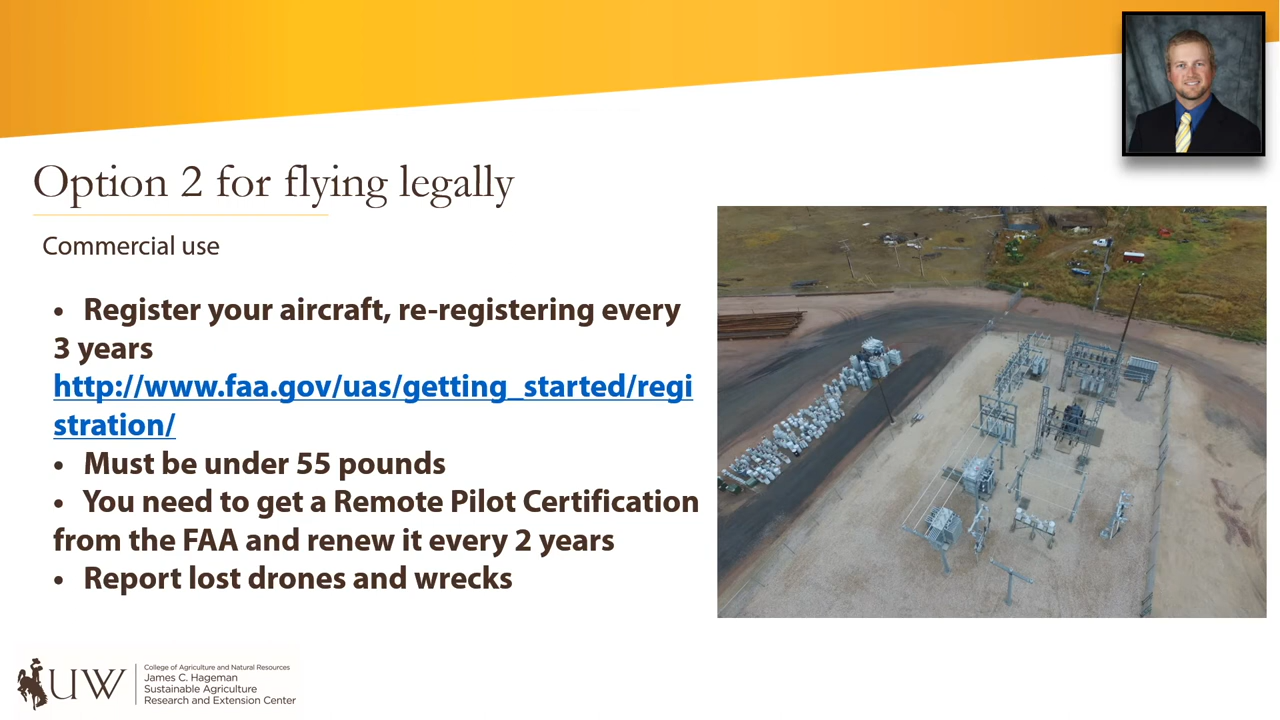 Option 2 for flying legally
Commercial use
• Register your aircraft, re-registering every
3 years
http://www.faa.gov/uas/getting_started/regi
stration/
• Must be under 55 pounds
• You need to get a Remote Pilot Certification
from the FAA and renew it every 2 years
• Report lost drones and wrecks
UW
College of Agriculture and Natural Resources
James C. Hageman
Sustainable Agriculture
Research and Extension Center